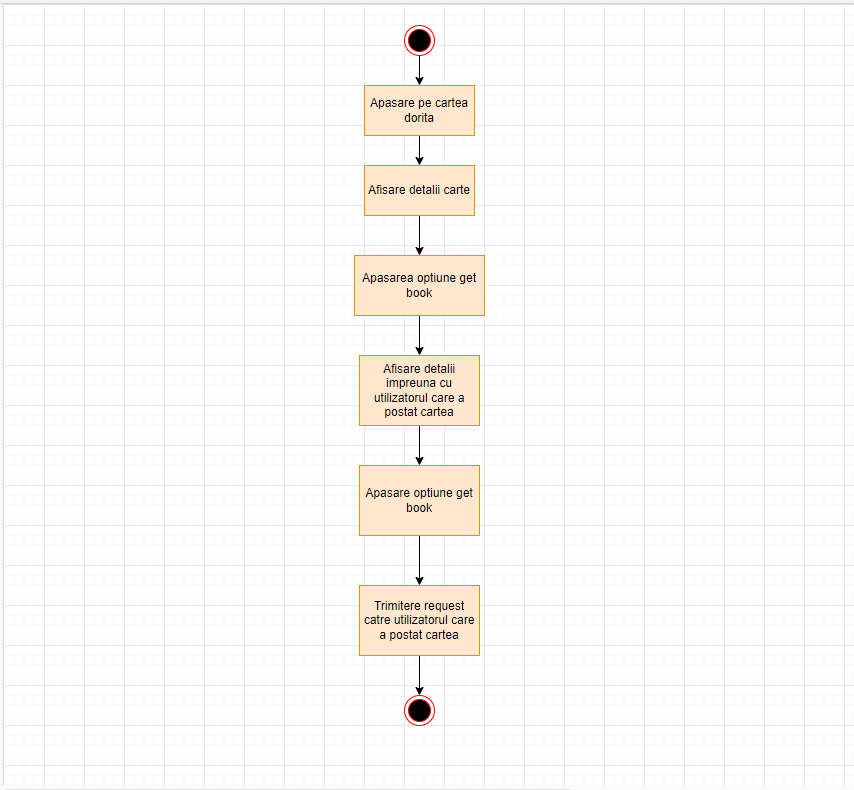 Apasare pe cartea
dorita
Afisare detalii carte
Apasarea optiune get
book
Afisare detalii
impreuna cu
utilizatorul care a
postat cartea
Apasare optiune get
book
Trimitere request
catre utilizatorul care
a postat cartea